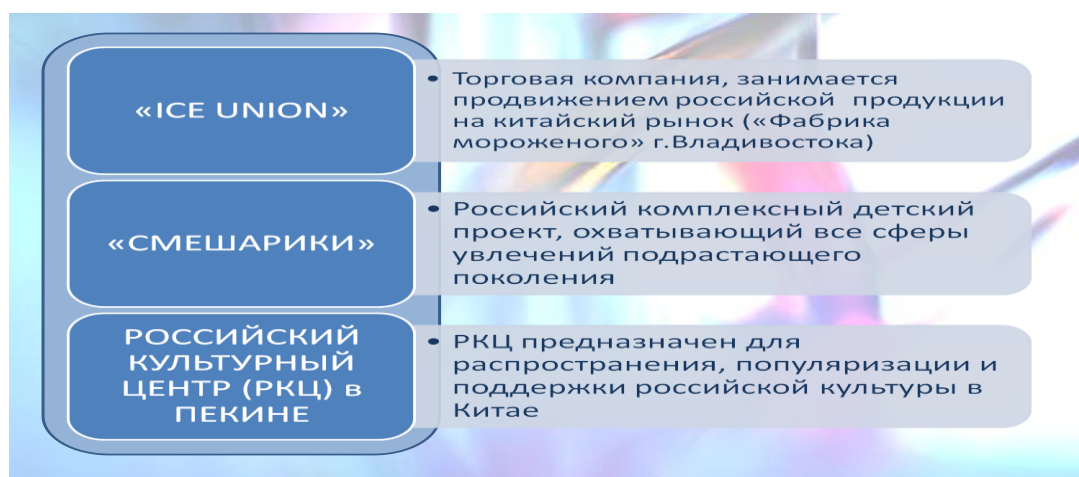 «ICE UNION»
• Торговая компания, занимается
продвижением российской продукции
на китайский рынок («Фабрика
мороженого» г.Владивостока)
«СМЕШАРИКИ»
• Российский комплексный детский
проект, охватывающий все сферы
увлечений подрастающего
поколения
РОССИЙСКИЙ
КУЛЬТУРНЫЙ
ЦЕНТР (РКЦ) в
ПЕКИНЕ
• РКЦ предназначен для
распространения, популяризации и
поддержки российской культуры в
Китае